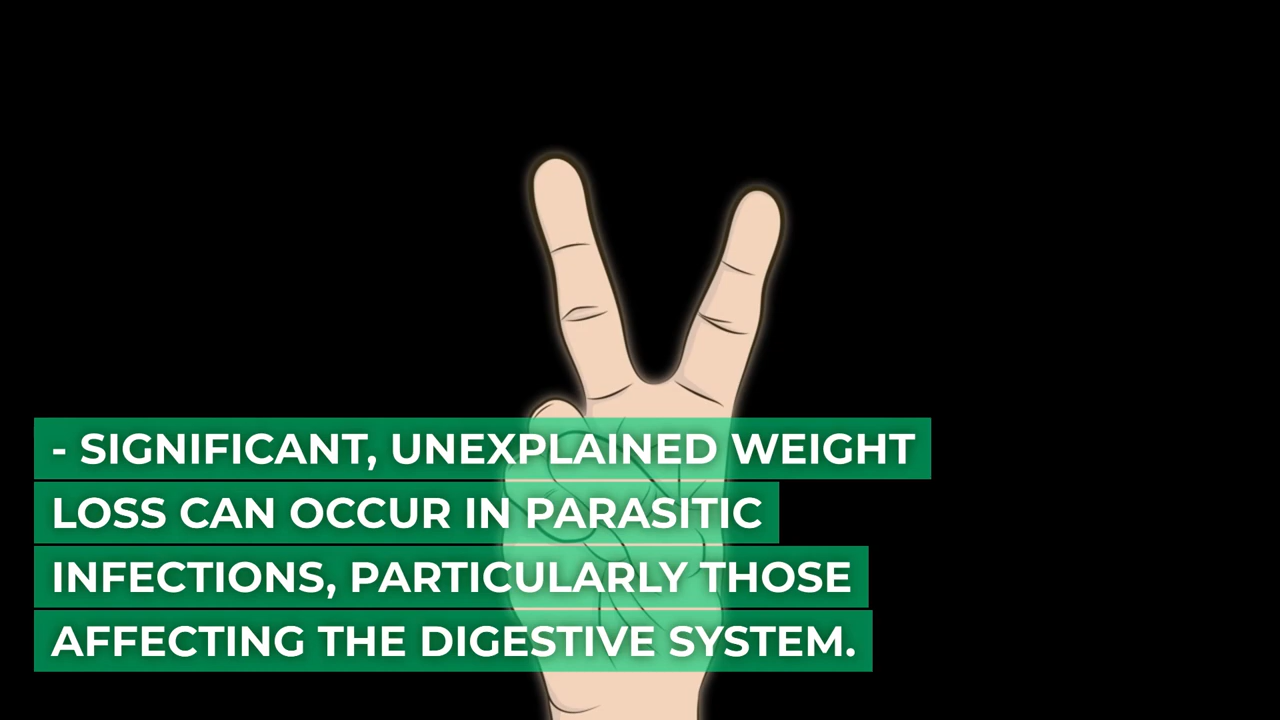 - SIGNIFICANT, UNEXPLAINED WEIGHT
LOSS CAN OCCUR IN PARASITIC
INFECTIONS, PARTICULARLY THOSE
AFFECTING THE DIGESTIVE SYSTEM.